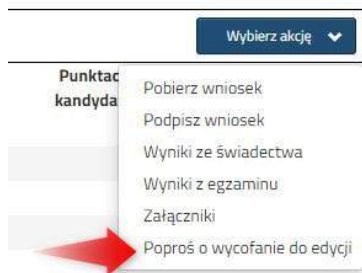 Wybierz akcję
Punktac
kandyda
Pobierz wniosek
Podpisz wniosek
Wyniki ze świadectwa
Wyniki z egzaminu
Załączniki
Poproś o wycofanie do edycji